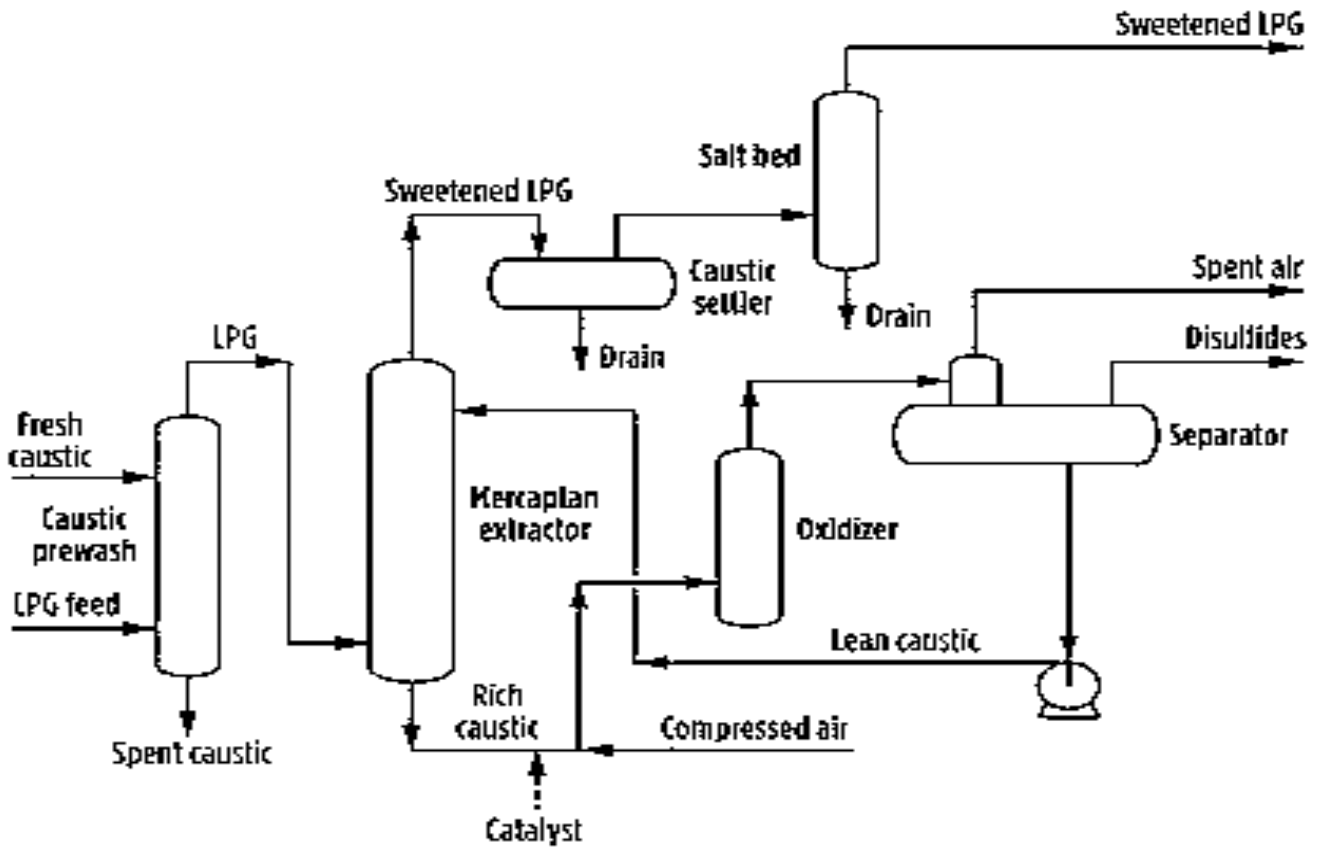 Sweetened LPG
Salt bed
Sweetened LPG
Caustic
settler
Drain
Spent air
Disulfides
Drain
LPG
Fresh
caustic
Separator
Mercaptan
extractor
Oxidizer
Caustic
prewash
LPG feed
Lean caustic
Rich
caustic
Compressed air
Spent caustic
Catalyst